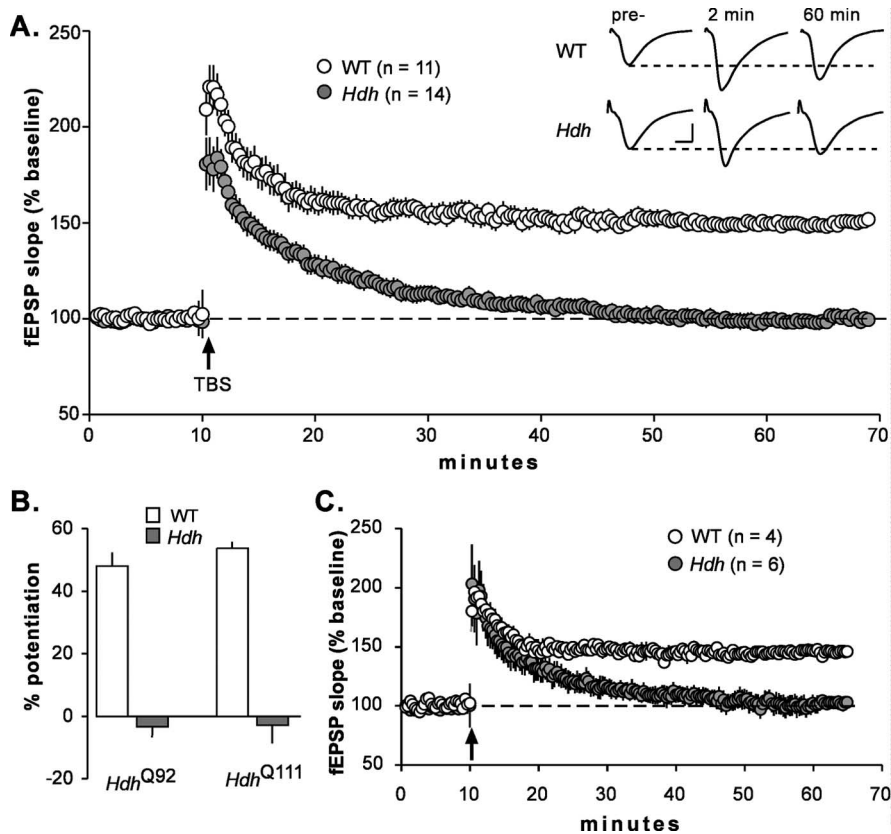 A.
250
200
150
100
50
fEPSP slope (% baseline)
WT (n = 11)
Hdh (n = 14)
pre- 2 min 60 min
WT
Hdh
TBS
0 10 20 30 40 50 60 70
minutes
B.
WT
Hdh
60
40
20
0
-20
% potentiation
HdhQ92 HdhQ111
C.
250
200
150
100
50
fEPSP slope (% baseline)
WT (n = 4)
Hdh (n = 6)
0 10 20 30 40 50 60 70
minutes